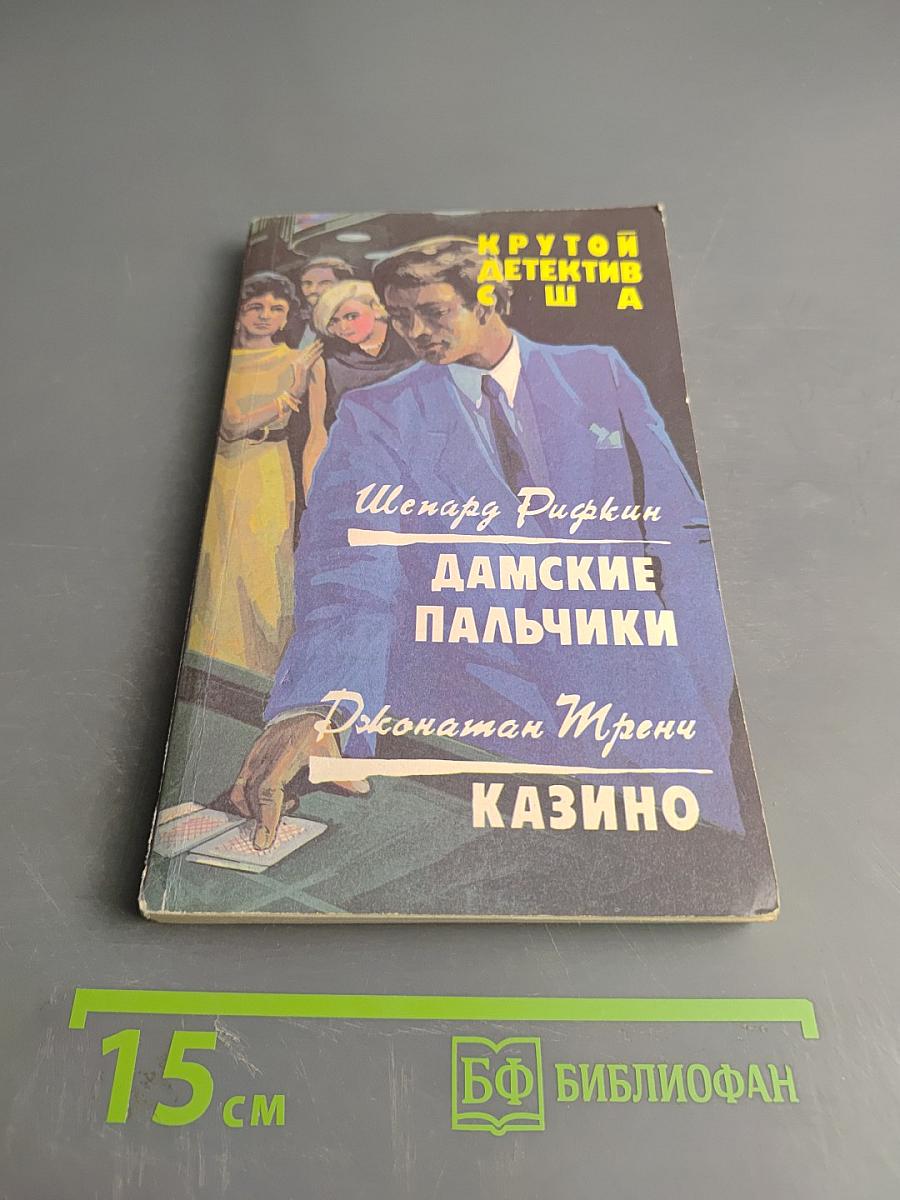 КРУТОЙ
ДЕТЕКТИВ
США
Шепард Рифкин
ДАМСКИЕ
ПАЛЬЧИКИ
Джонатан Тренч
КАЗИНО
15 см
БФ БИБЛИОФАН